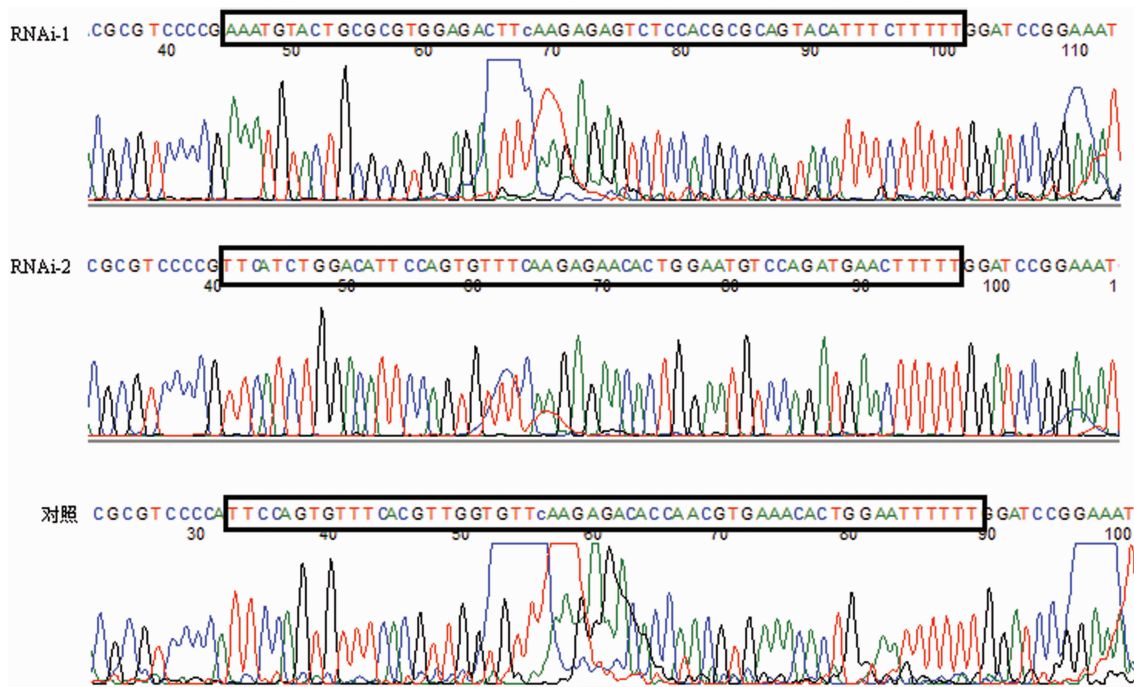 RNAi-1 .CGCGTCCCCGAAATGTACTGCGCGTGGAGACTTcAAGAGAGTCTCCACGCGCAGTACATTTCTTTTTGGATCCGGAAAT
40 50 60 70 80 90 100 110
RNAi-2 CGCGTCCCCGTTCATCTGGACATTCCAGTGTTTCAAGAGAACACTGGAATGTCCAGATGAACTTTTTGGATCCGGAAAT
40 50 60 70 80 90 100 1
对照 CGCGTCCCCATTCCAGTGTTTCACGTTGGTGTTcAAGAGACACCAACGTGAAACACTGGAATTTTTTGGATCCGGAAAT
30 40 50 60 70 80 90 100